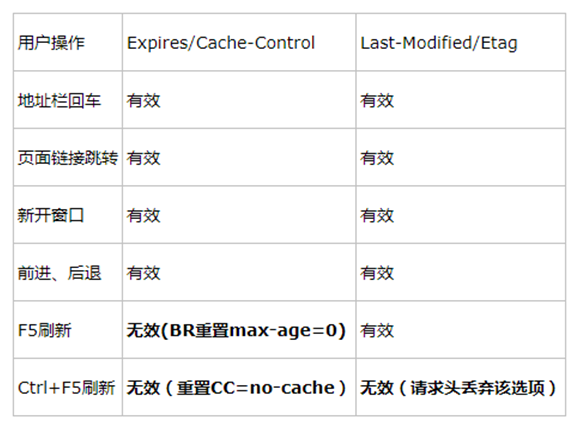 用户操作 Expires/Cache-Control Last-Modified/Etag
地址栏回车 有效 有效
页面链接跳转 有效 有效
新开窗口 有效 有效
前进、后退 有效 有效
F5刷新 无效(BR重置max-age=0) 有效
Ctrl+F5刷新 无效（重置CC=no-cache） 无效（请求头丢弃该选项）